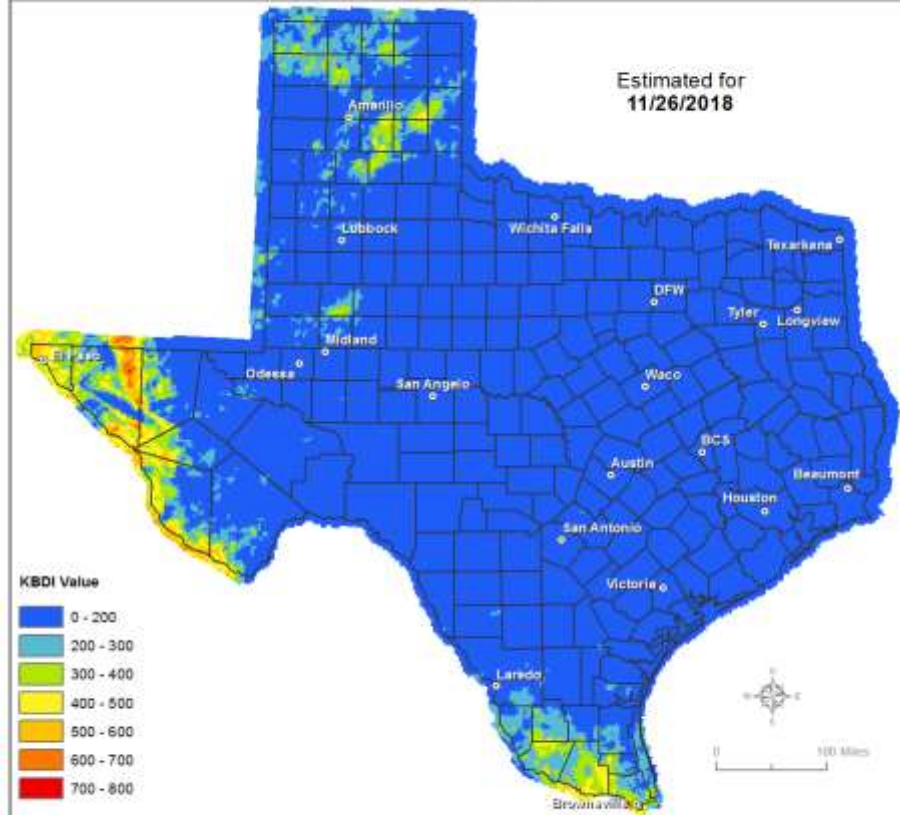 Estimated for
11/26/2018
Amarillo
Lubbock
Wichita Falls
Texarkana
DFW
Tyler
Longview
El Paso
Midland
Odessa
San Angelo
Waco
BCS
Austin
Beaumont
Houston
San Antonio
Victoria
Laredo
Brownsville
KBDI Value
0 - 200
200 - 300
300 - 400
400 - 500
500 - 600
600 - 700
700 - 800
0 100 Miles